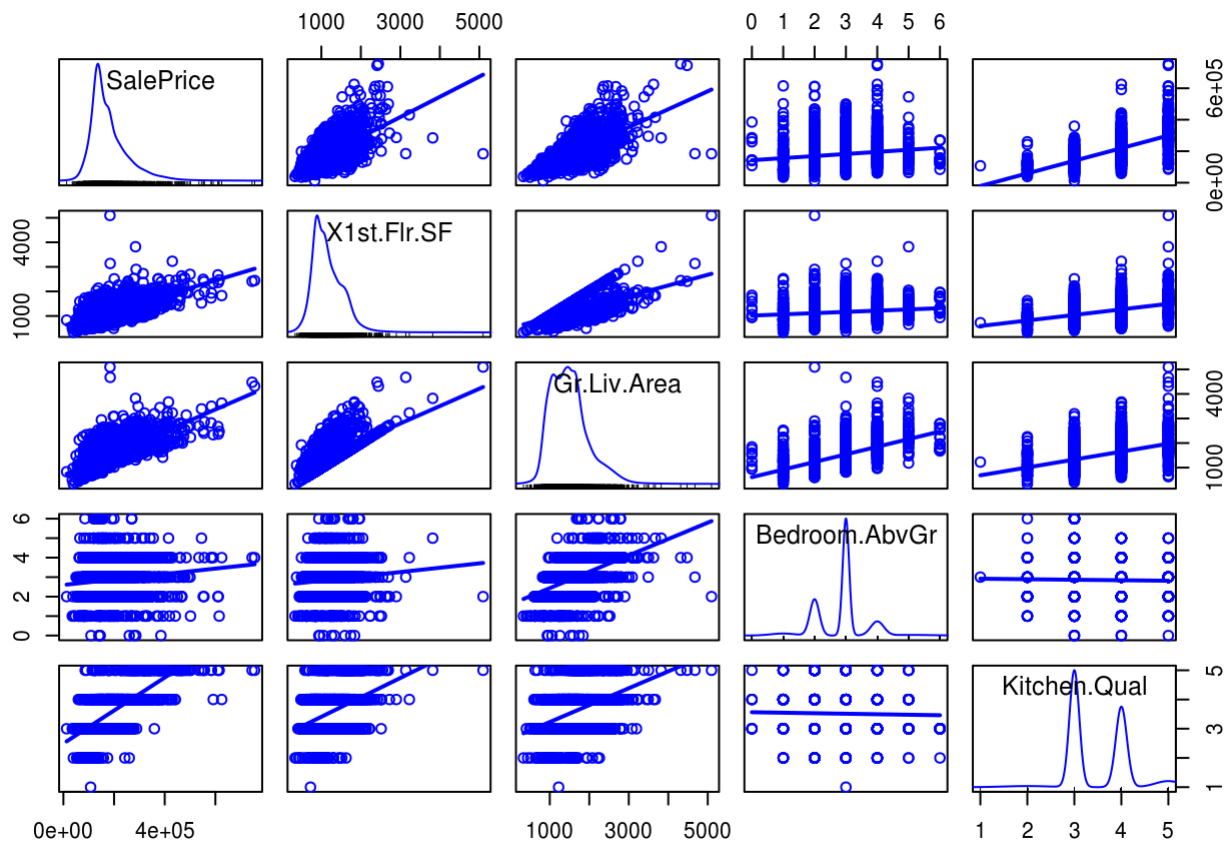 1000 3000 5000
0 1 2 3 4 5 6
SalePrice
0e+00 6e+05
X1st.Flr.SF
1000 4000
Gr.Liv.Area
1000 4000
Bedroom.AbvGr
0 2 4 6
Kitchen.Qual
1 3 5
0e+00 4e+05
1000 3000 5000
1 2 3 4 5